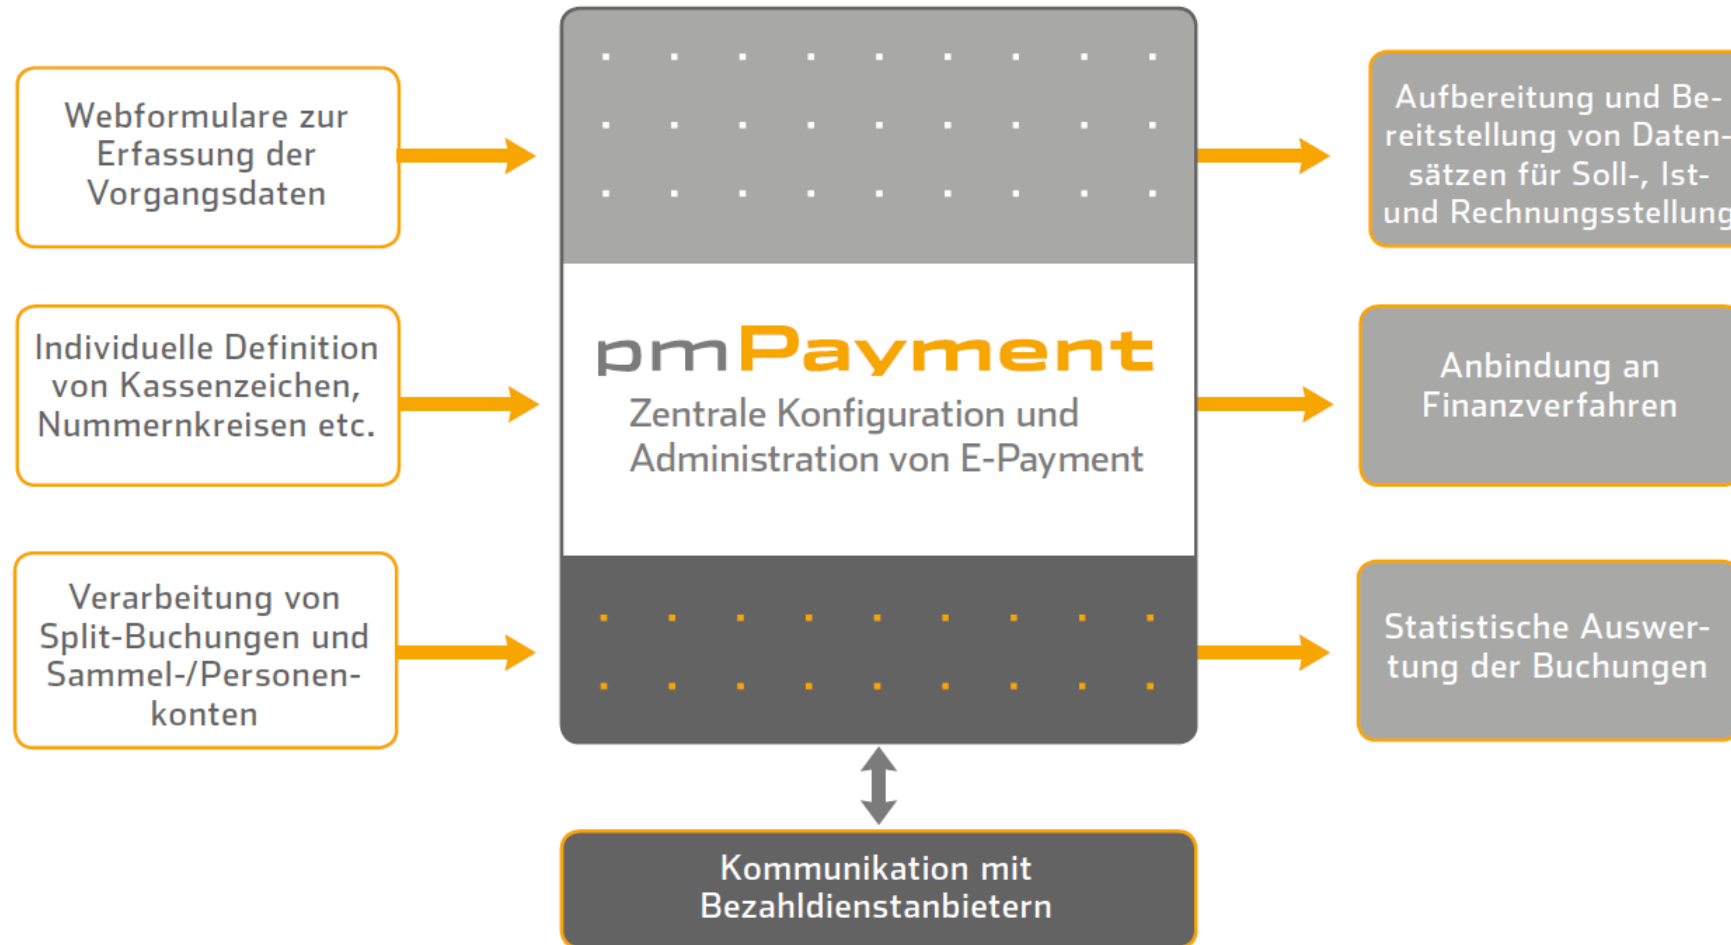 Webformulare zur
Erfassung der
Vorgangsdaten
Individuelle Definition
von Kassenzeichen,
Nummernkreisen etc.
Verarbeitung von
Split-Buchungen und
Sammel-/Personen-
konten
pmPayment
Zentrale Konfiguration und
Administration von E-Payment
Kommunikation mit
Bezahldienstanbietern
Aufbereitung und Be-
reitstellung von Daten-
sätzen für Soll-, Ist-
und Rechnungsstellung
Anbindung an
Finanzverfahren
Statistische Auswer-
tung der Buchungen